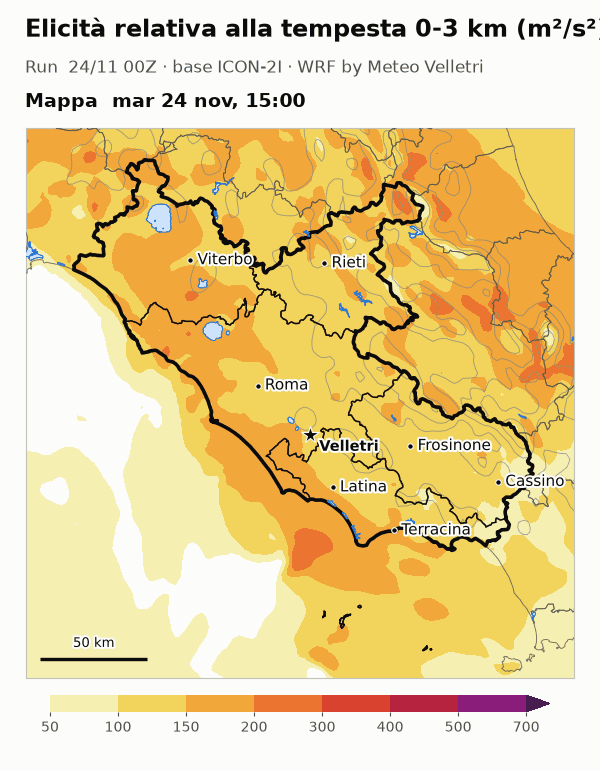 Elicità relativa alla tempesta 0-3 km (m²/s²)
Run  24/11 00Z · base ICON-2I · WRF by Meteo Velletri
Mappa  mar 24 nov, 15:00
Viterbo
Rieti
Roma
Velletri
Frosinone
Cassino
Latina
Terracina
50 km
50 100 150 200 300 400 500 700